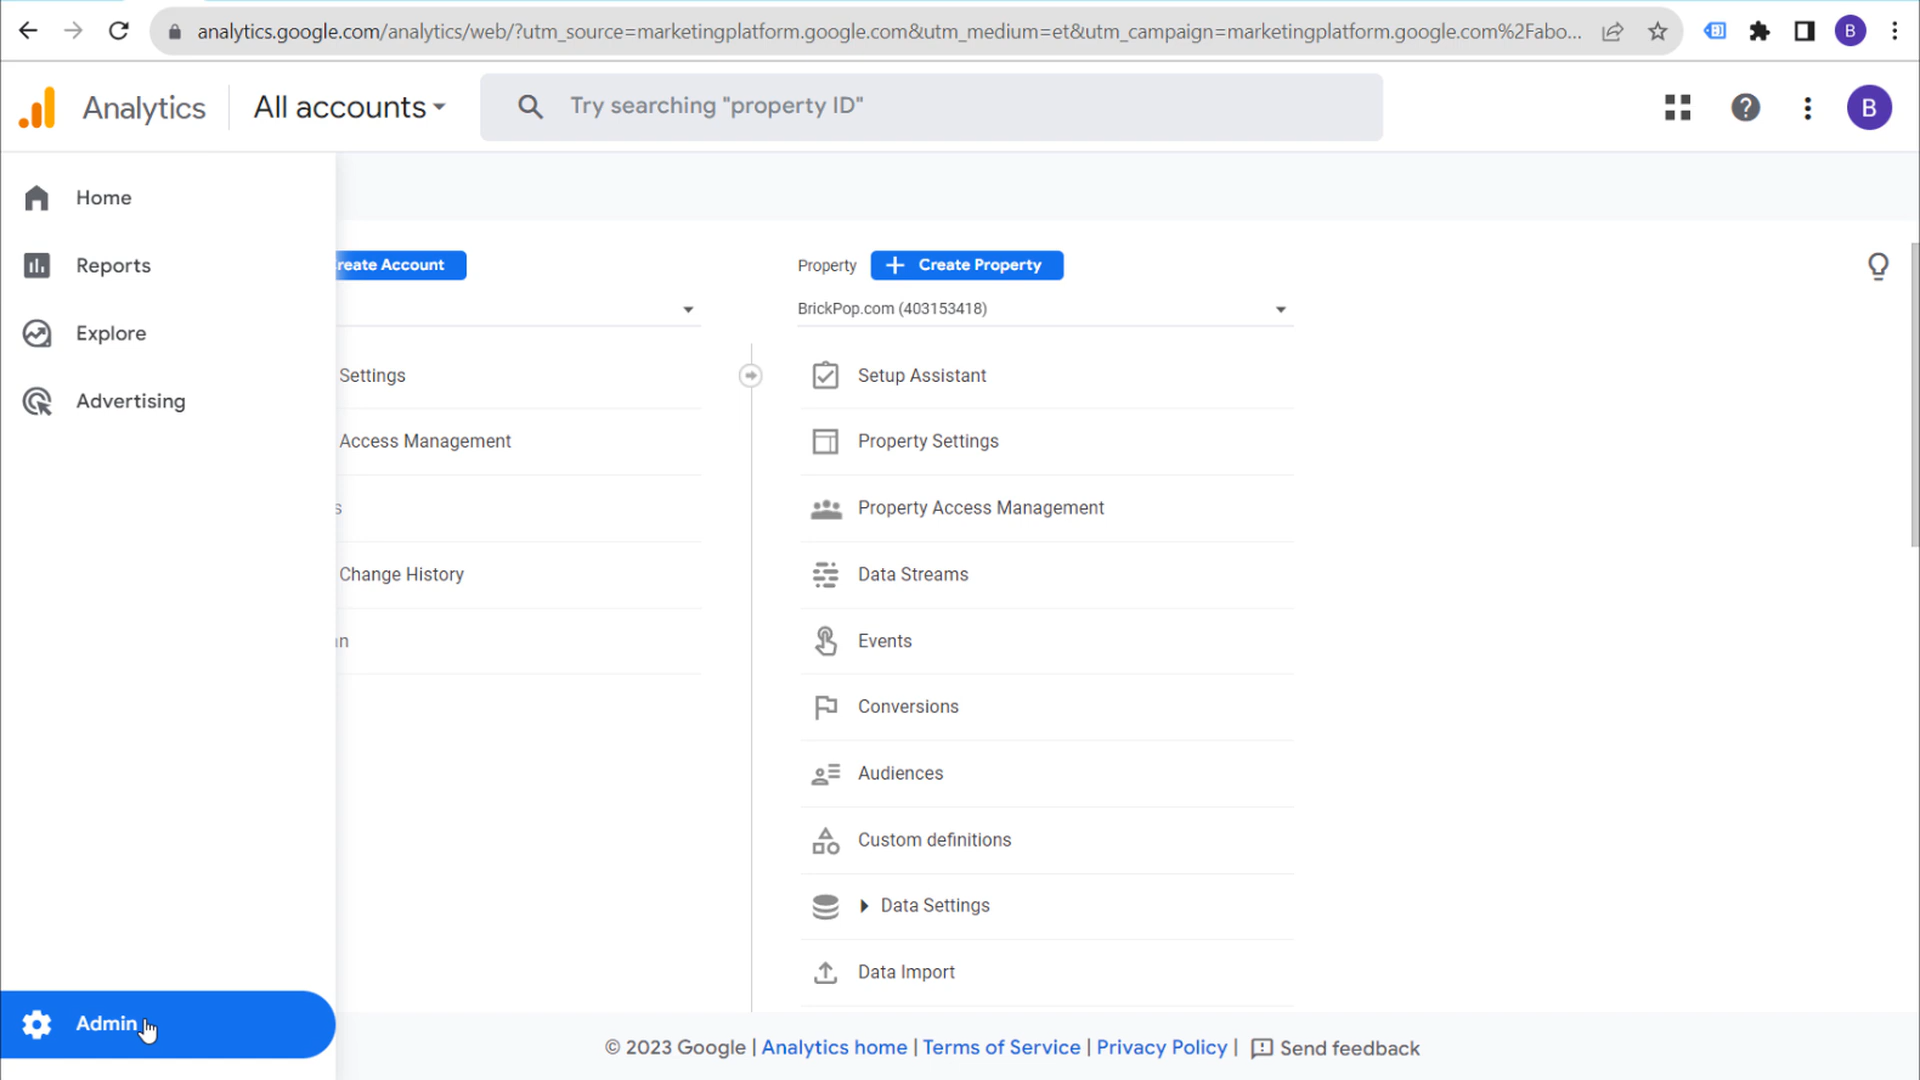 analytics.google.com/analytics/web/?utm_source=marketingplatform.google.com&utm_medium=et&utm_campaign=marketingplatform.google.com%2Fabo...
B
Analytics
All accounts
Try searching "property ID"
B
Home
Reports
Explore
Advertising
Admin
reate Account
Settings
Access Management
s
Change History
n
Property
Create Property
BrickPop.com (403153418)
Setup Assistant
Property Settings
Property Access Management
Data Streams
Events
Conversions
Audiences
Custom definitions
Data Settings
Data Import
© 2023 Google | Analytics home | Terms of Service | Privacy Policy | Send feedback